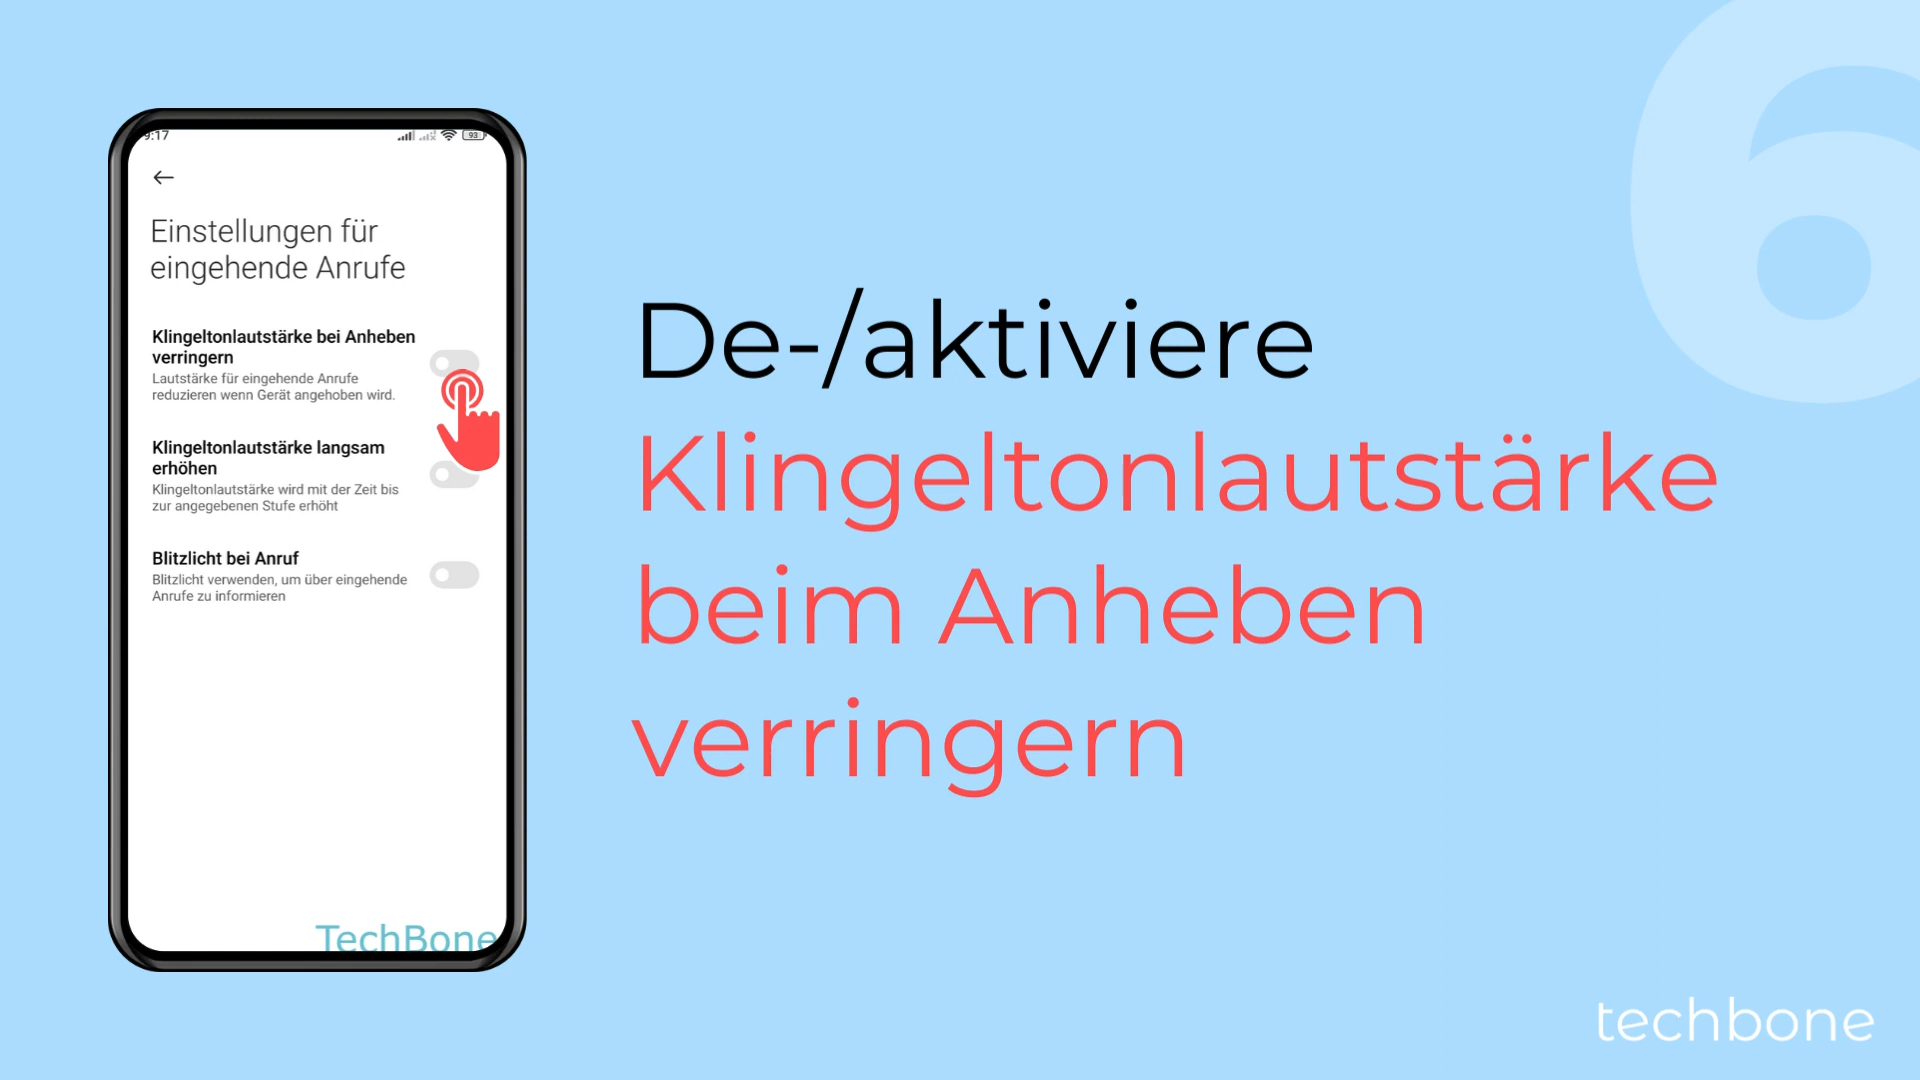 6
9:17
93
Einstellungen für
eingehende Anrufe
Klingeltonlautstärke bei Anheben
verringern
Lautstärke für eingehende Anrufe
reduzieren wenn Gerät angehoben wird.
Klingeltonlautstärke langsam
erhöhen
Klingeltonlautstärke wird mit der Zeit bis
zur angegebenen Stufe erhöht
Blitzlicht bei Anruf
Blitzlicht verwenden, um über eingehende
Anrufe zu informieren
TechBone
De-/aktiviere
Klingeltonlautstärke
beim Anheben
verringern
techbone